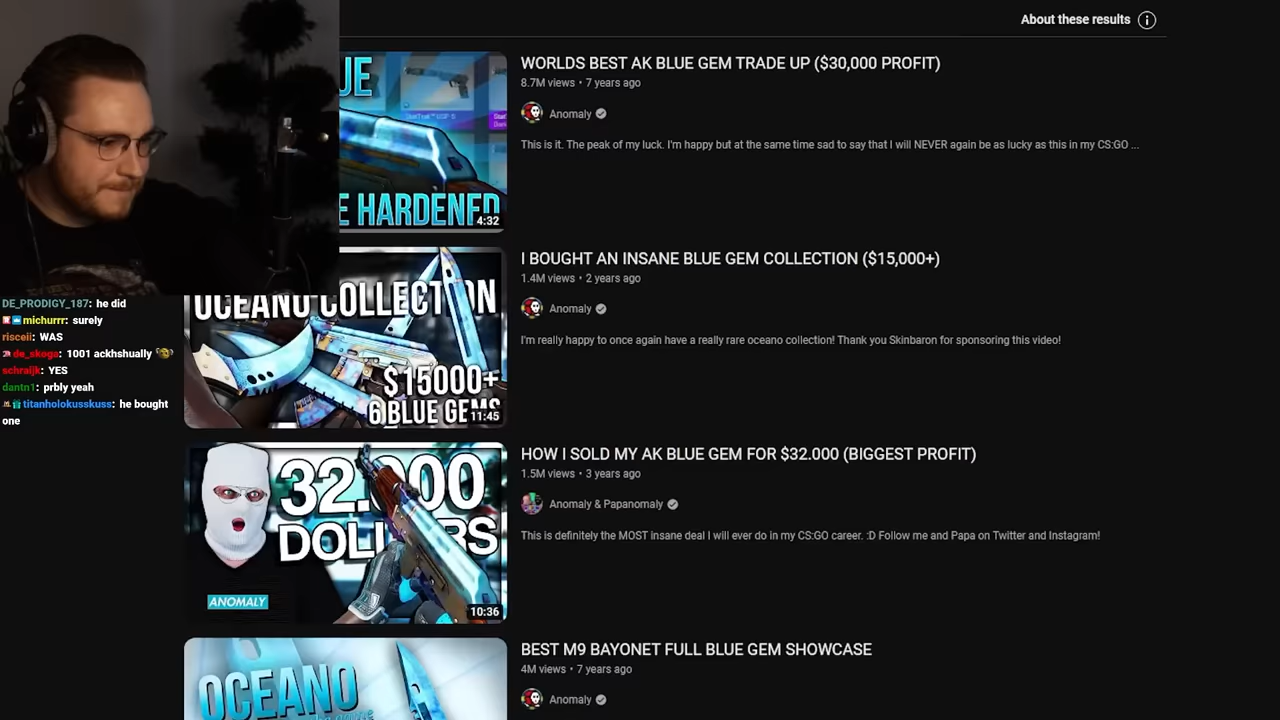 About these results
UE
E HARDENED
4:32
WORLDS BEST AK BLUE GEM TRADE UP ($30,000 PROFIT)
8.7M views • 7 years ago
Anomaly
This is it. The peak of my luck. I'm happy but at the same time sad to say that I will NEVER again be as lucky as this in my CS:GO ...
OCEANO COLLECTION
$15000+
6 BLUE GEMS
11:45
I BOUGHT AN INSANE BLUE GEM COLLECTION ($15,000+)
1.4M views • 2 years ago
Anomaly
I'm really happy to once again have a really rare oceano collection! Thank you Skinbaron for sponsoring this video!
DE_PRODIGY_187: he did
michurrr: surely
risceii: WAS
de_skoga: 1001 ackhshually
schraijk: YES
dantn1: prbly yeah
titanholokusskuss: he bought
one
32.000
DOLLARS
ANOMALY
10:36
HOW I SOLD MY AK BLUE GEM FOR $32.000 (BIGGEST PROFIT)
1.5M views • 3 years ago
Anomaly & Papanomaly
This is definitely the MOST insane deal I will ever do in my CS:GO career. :D Follow me and Papa on Twitter and Instagram!
OCEANO
BEST M9 BAYONET FULL BLUE GEM SHOWCASE
4M views • 7 years ago
Anomaly